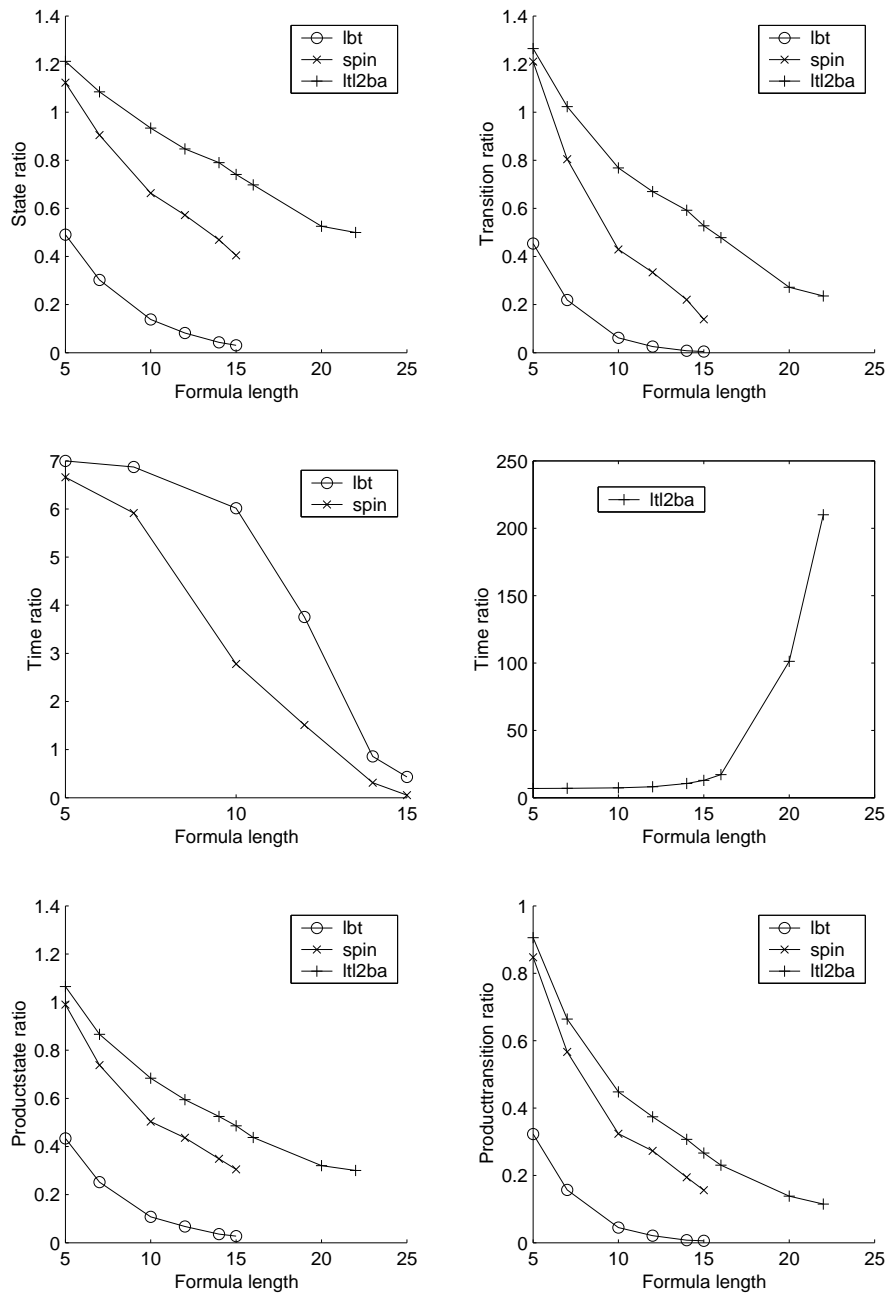 1.4
1.2
1
0.8
0.6
0.4
0.2
0
5
10
15
20
25
State ratio
Formula length
lbt
spin
ltl2ba
1.4
1.2
1
0.8
0.6
0.4
0.2
0
5
10
15
20
25
Transition ratio
Formula length
lbt
spin
ltl2ba
7
6
5
4
3
2
1
0
5
10
15
Time ratio
Formula length
lbt
spin
250
200
150
100
50
0
5
10
15
20
25
Time ratio
Formula length
ltl2ba
1.4
1.2
1
0.8
0.6
0.4
0.2
0
5
10
15
20
25
Productstate ratio
Formula length
lbt
spin
ltl2ba
1
0.8
0.6
0.4
0.2
0
5
10
15
20
25
Producttransition ratio
Formula length
lbt
spin
ltl2ba